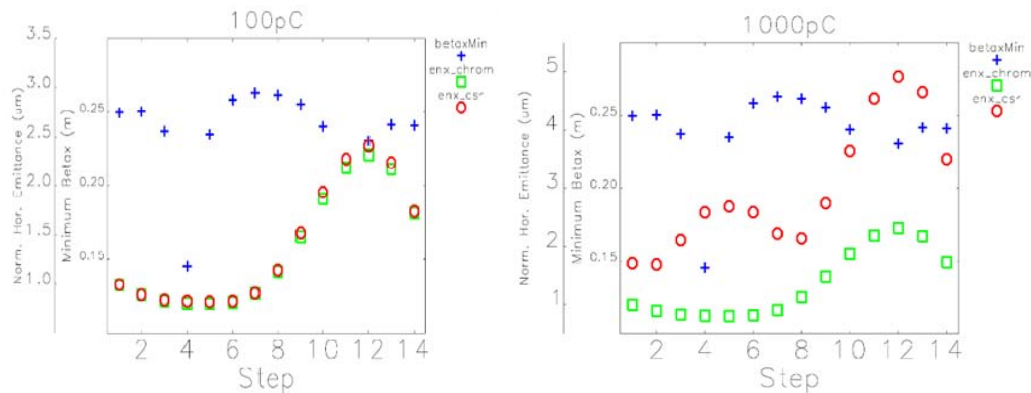 100pC
3.5
3.0
2.5
2.0
1.5
1.0
Norm. Hor. Emittance (um)
Minimum Betax (m)
0.25
0.20
0.15
betaxMin
enx_chrom
enx_csr
2 4 6 8 10 12 14
Step
1000pC
5
4
3
2
1
Norm. Hor. Emittance (um)
Minimum Betax (m)
0.25
0.20
0.15
betaxMin
enx_chrom
enx_csr
2 4 6 8 10 12 14
Step